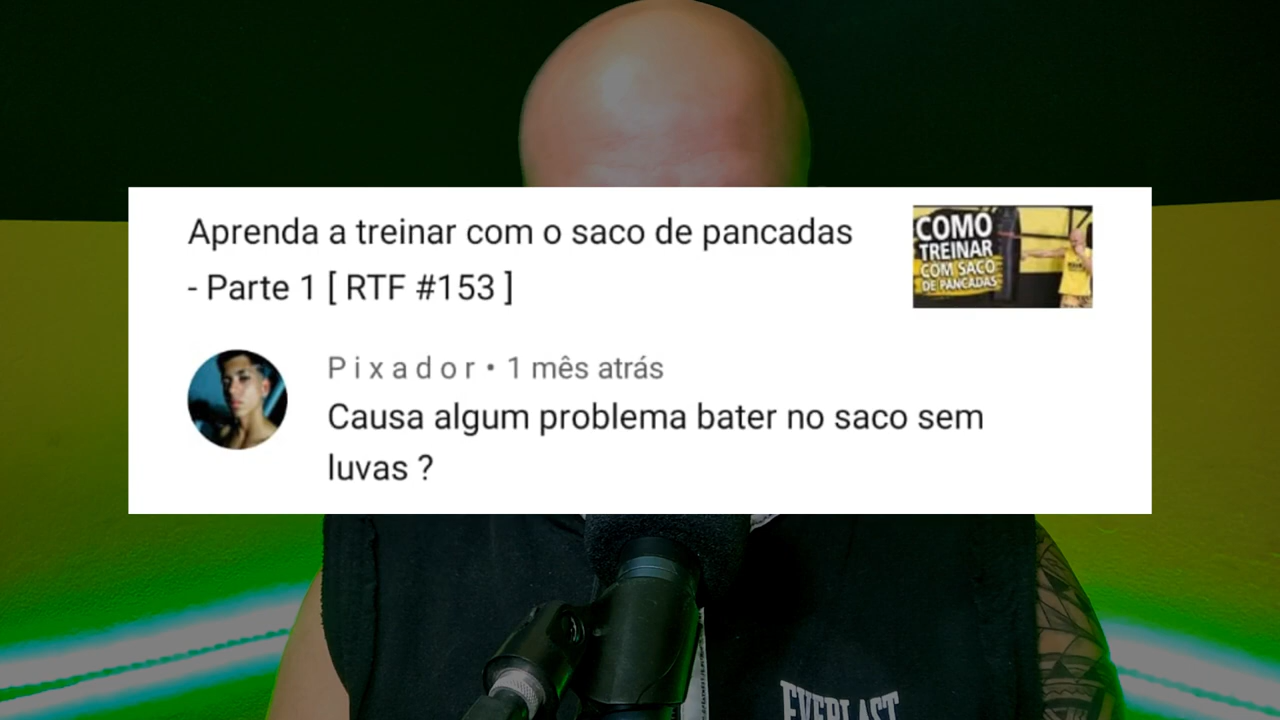 Aprenda a treinar com o saco de pancadas
- Parte 1 [ RTF #153 ]
COMO
TREINAR
COM SACO
DE PANCADAS
P i x a d o r • 1 mês atrás
Causa algum problema bater no saco sem
luvas ?
EVERLAST